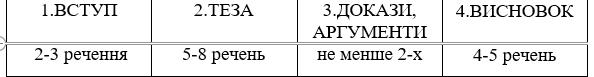 1.ВСТУП 2.ТЕЗА 3.ДОКАЗИ, АРГУМЕНТИ 4.ВИСНОВОК
2-3 речення 5-8 речень не менше 2-х 4-5 речень